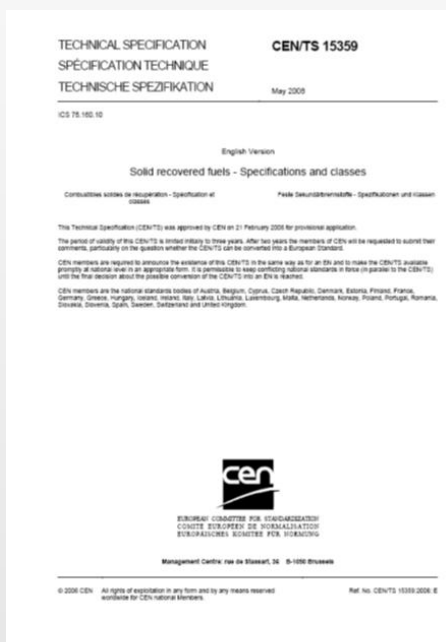 TECHNICAL SPECIFICATION
CEN/TS 15359
SPÉCIFICATION TECHNIQUE
TECHNISCHE SPEZIFIKATION
May 2006
ICS 75.160.10
English Version
Solid recovered fuels - Specifications and classes
Combustibles solides de récupération - Spécification et
classes
Feste Sekundärbrennstoffe - Spezifikationen und Klassen
This Technical Specification (CEN/TS) was approved by CEN on 21 February 2006 for provisional application.
The period of validity of this CEN/TS is limited initially to three years. After two years the members of CEN will be requested to submit their
comments, particularly on the question whether the CEN/TS can be converted into a European Standard.
CEN members are required to announce the existence of this CEN/TS in the same way as for an EN and to make the CEN/TS available
promptly at national level in an appropriate form. It is permissible to keep conflicting national standards in force (in parallel to the CEN/TS)
until the final decision about the possible conversion of the CEN/TS into an EN is reached.
CEN members are the national standards bodies of Austria, Belgium, Cyprus, Czech Republic, Denmark, Estonia, Finland, France,
Germany, Greece, Hungary, Iceland, Ireland, Italy, Latvia, Lithuania, Luxembourg, Malta, Netherlands, Norway, Poland, Portugal, Romania,
Slovakia, Slovenia, Spain, Sweden, Switzerland and United Kingdom.
cen
EUROPEAN COMMITTEE FOR STANDARDIZATION
COMITÉ EUROPÉEN DE NORMALISATION
EUROPÄISCHES KOMITEE FÜR NORMUNG
Management Centre: rue de Stassart, 36 B-1050 Brussels
© 2006 CEN All rights of exploitation in any form and by any means reserved
worldwide for CEN national Members.
Ref. No. CEN/TS 15359:2006: E